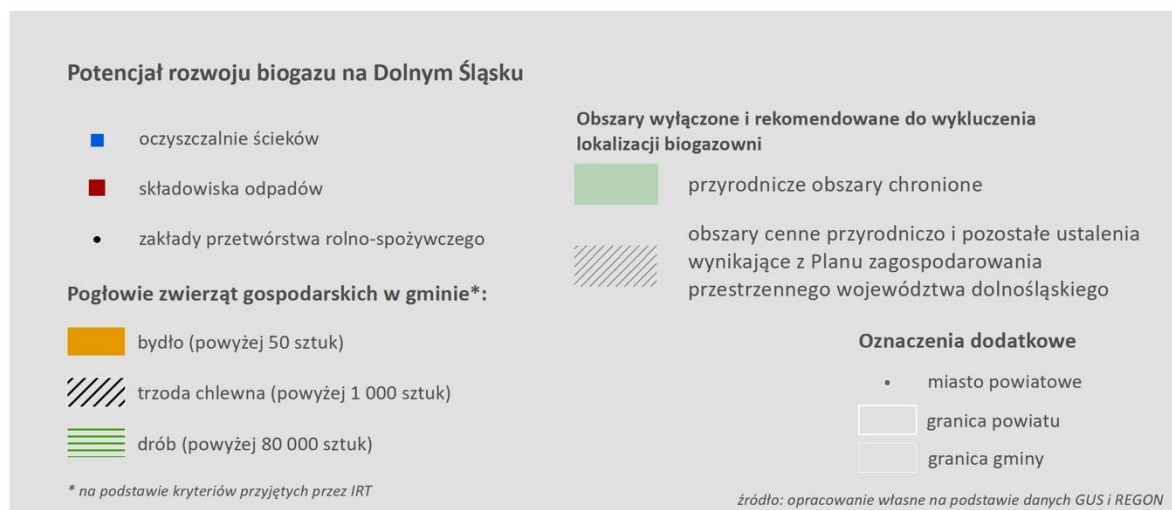 Potencjał rozwoju biogazu na Dolnym Śląsku
oczyszczalnie ścieków
składowiska odpadów
zakłady przetwórstwa rolno-spożywczego
Pogłowie zwierząt gospodarskich w gminie*:
bydło (powyżej 50 sztuk)
trzoda chlewna (powyżej 1 000 sztuk)
drób (powyżej 80 000 sztuk)
* na podstawie kryteriów przyjętych przez IRT
Obszary wyłączone i rekomendowane do wykluczenia
lokalizacji biogazowni
przyrodnicze obszary chronione
obszary cenne przyrodniczo i pozostałe ustalenia
wynikające z Planu zagospodarowania
przestrzennego województwa dolnośląskiego
Oznaczenia dodatkowe
miasto powiatowe
granica powiatu
granica gminy
źródło: opracowanie własne na podstawie danych GUS i REGON